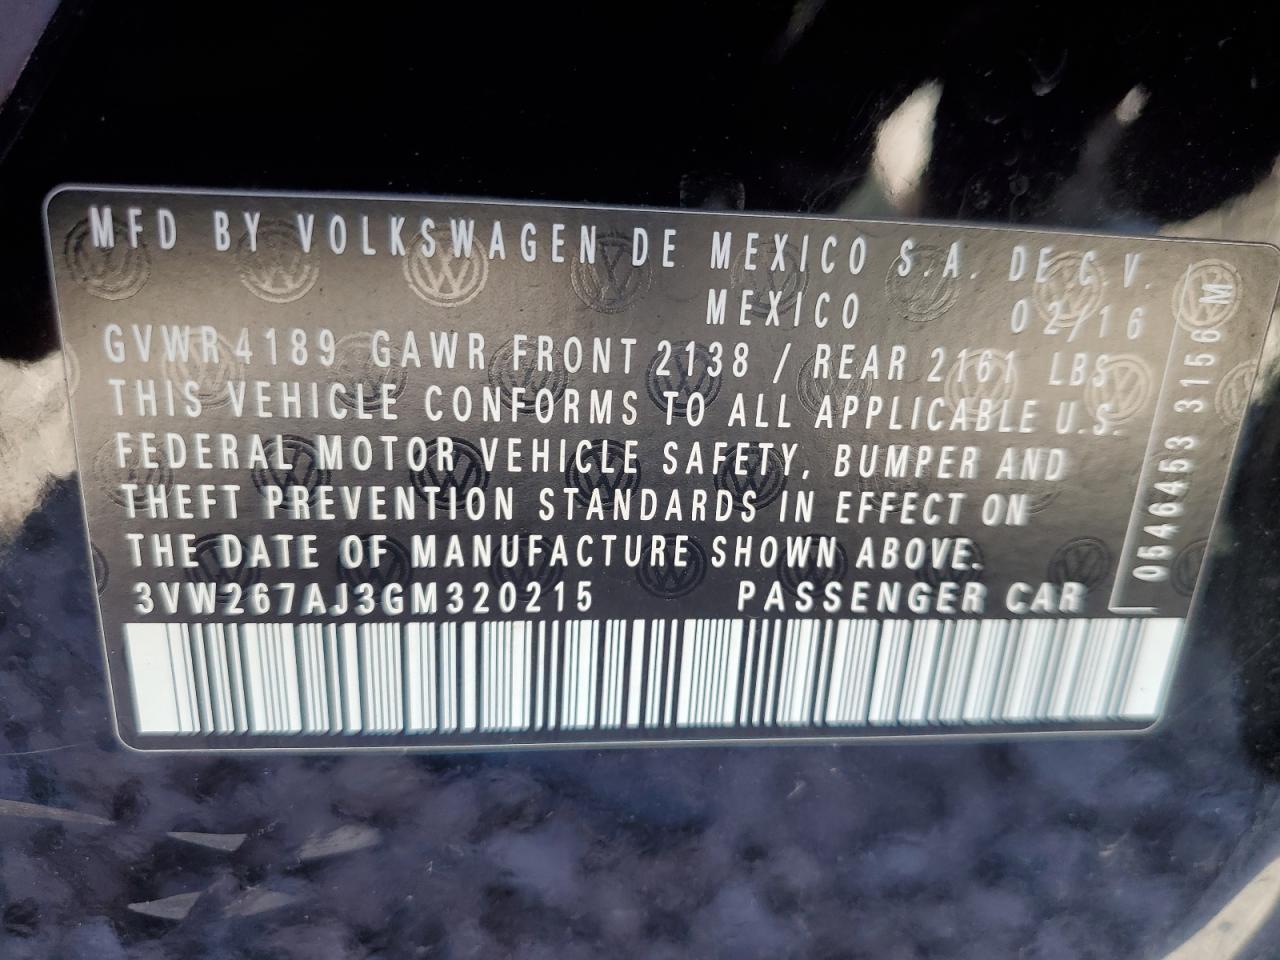 MFD BY VOLKSWAGEN DE MEXICO S.A. DE C.V.
MEXICO 02/16
GVWR 4189 GAWR FRONT 2138 / REAR 2161 LBS
THIS VEHICLE CONFORMS TO ALL APPLICABLE U.S.
FEDERAL MOTOR VEHICLE SAFETY, BUMPER AND
THEFT PREVENTION STANDARDS IN EFFECT ON
THE DATE OF MANUFACTURE SHOWN ABOVE.
3VW267AJ3GM320215 PASSENGER CAR
0546453 3156 M